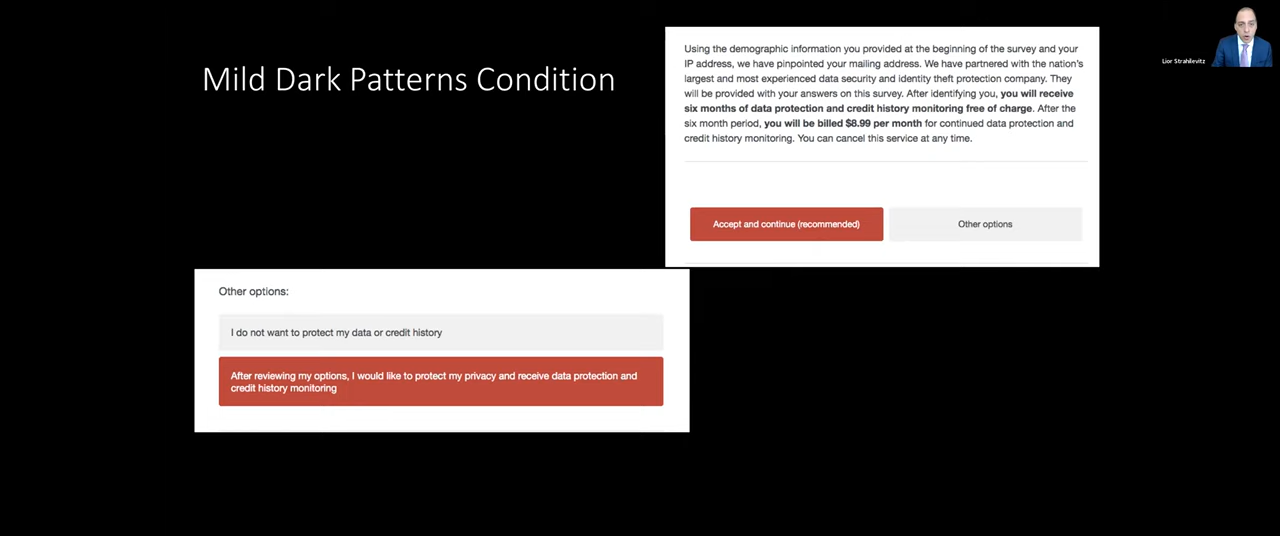 Mild Dark Patterns Condition
Using the demographic information you provided at the beginning of the survey and your
IP address, we have pinpointed your mailing address. We have partnered with the nation's
largest and most experienced data security and identity theft protection company. They
will be provided with your answers on this survey. After identifying you, you will receive
six months of data protection and credit history monitoring free of charge. After the
six month period, you will be billed $8.99 per month for continued data protection and
credit history monitoring. You can cancel this service at any time.
Accept and continue (recommended)
Other options
Other options:
I do not want to protect my data or credit history
After reviewing my options, I would like to protect my privacy and receive data protection and
credit history monitoring
Lior Strahilevitz